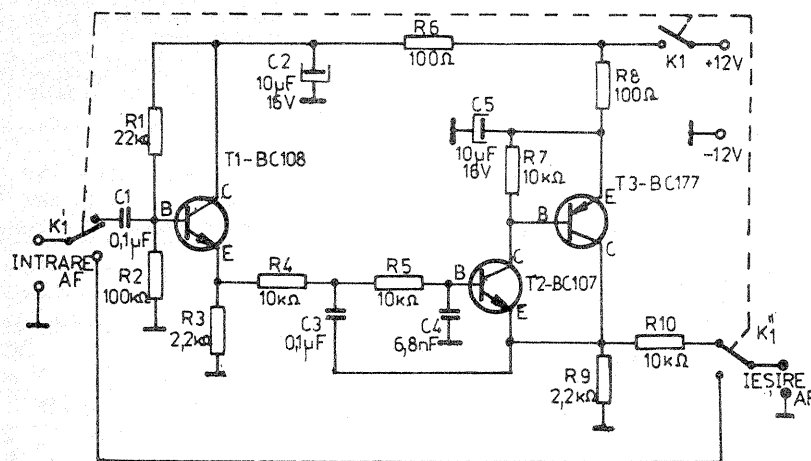 R6
100Ω
C2
10µF
16V
K1
+12V
R8
100Ω
-12V
R1
22kΩ
T1-BC108
C5
10µF
16V
R7
10kΩ
T3-BC177
C
B
E
K1'
C1
0,1µF
INTRARE
AF
R2
100kΩ
E
B
C
R4
10kΩ
R5
10kΩ
B
C
E
T2-BC107
R3
2,2kΩ
C3
0,1µF
C4
6,8nF
R10
10kΩ
K1"
R9
2,2kΩ
IESIRE
AF